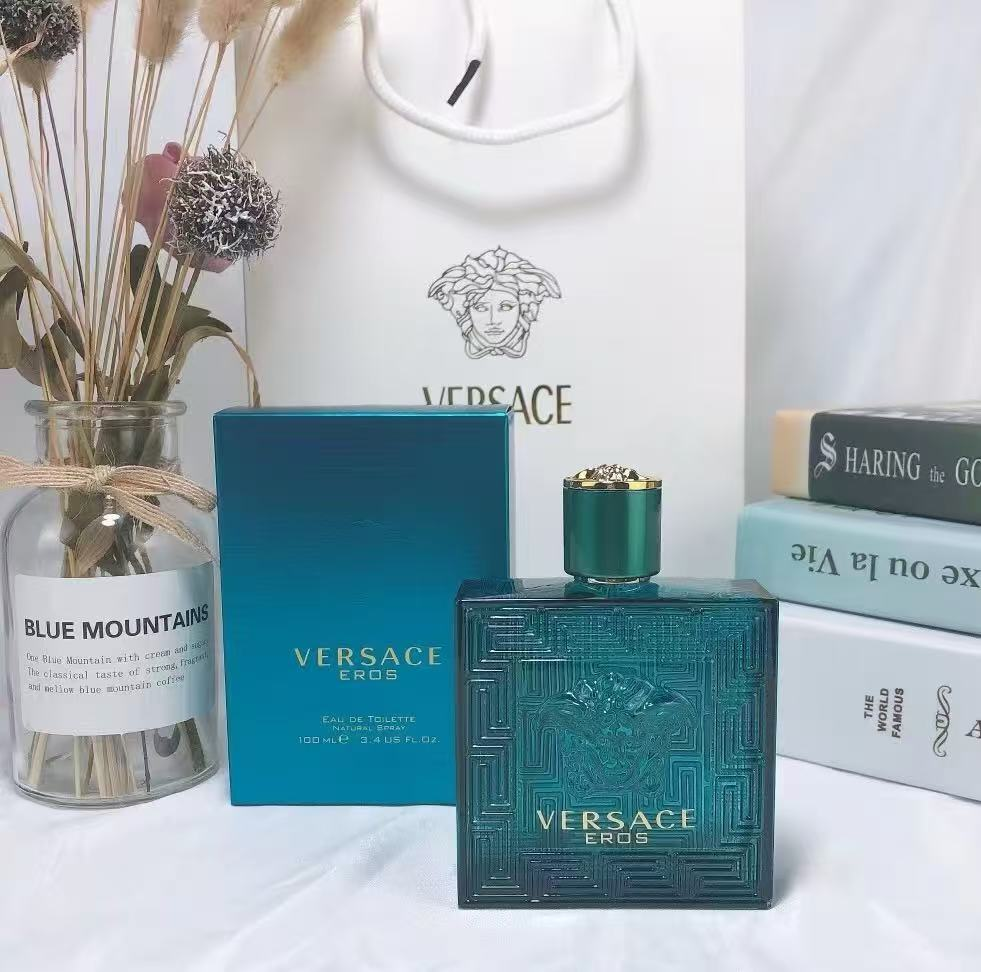 VERSACE
BLUE MOUNTAINS
One Blue Mountain with cream and sugar,
The classical taste of strong, fragrant,
and mellow blue mountain coffee
VERSACE
EROS
EAU DE TOILETTE
NATURAL SPRAY
100 ML e 3.4 US FL.OZ.
VERSACE
EROS
SHARING the GO
xe ou la Vie
THE
WORLD
FAMOUS
A